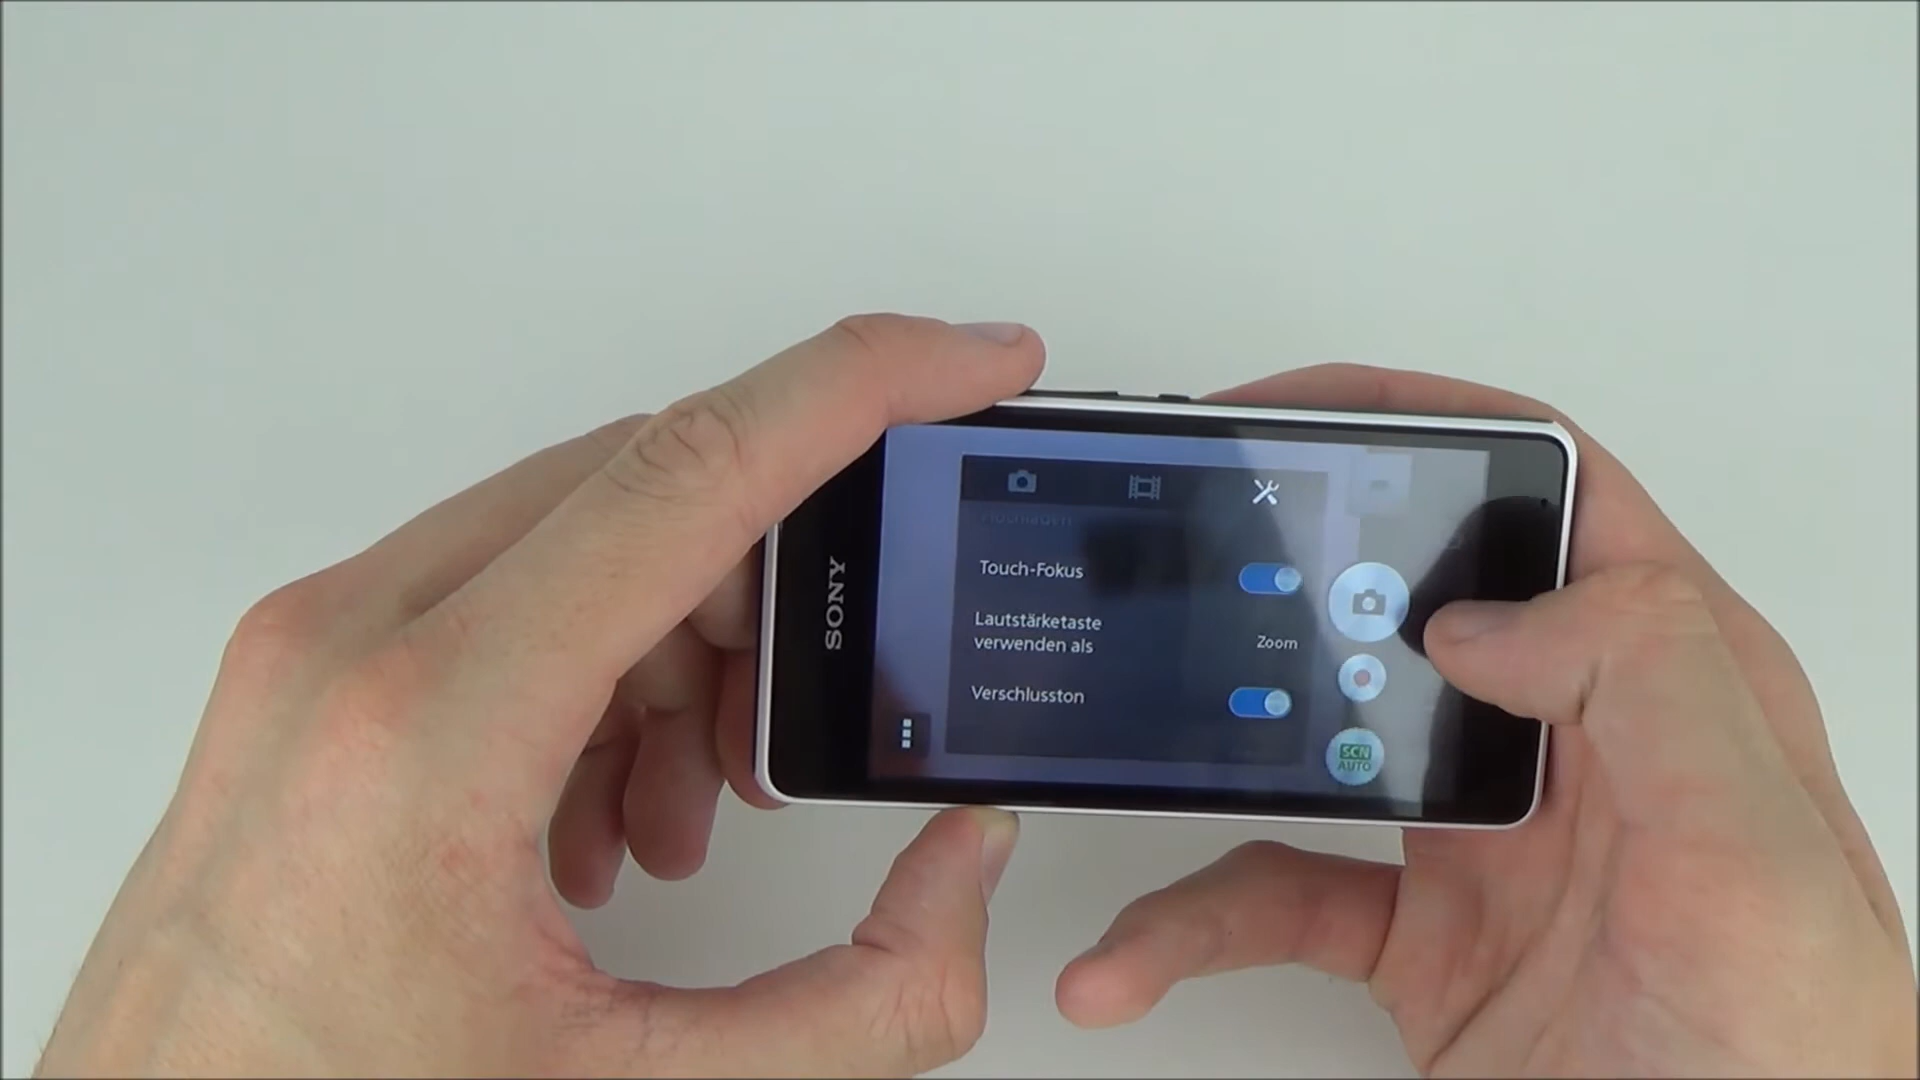 SONY
Touch-Fokus
Lautstärketaste
verwenden als
Zoom
Verschlusston
SCN
AUTO